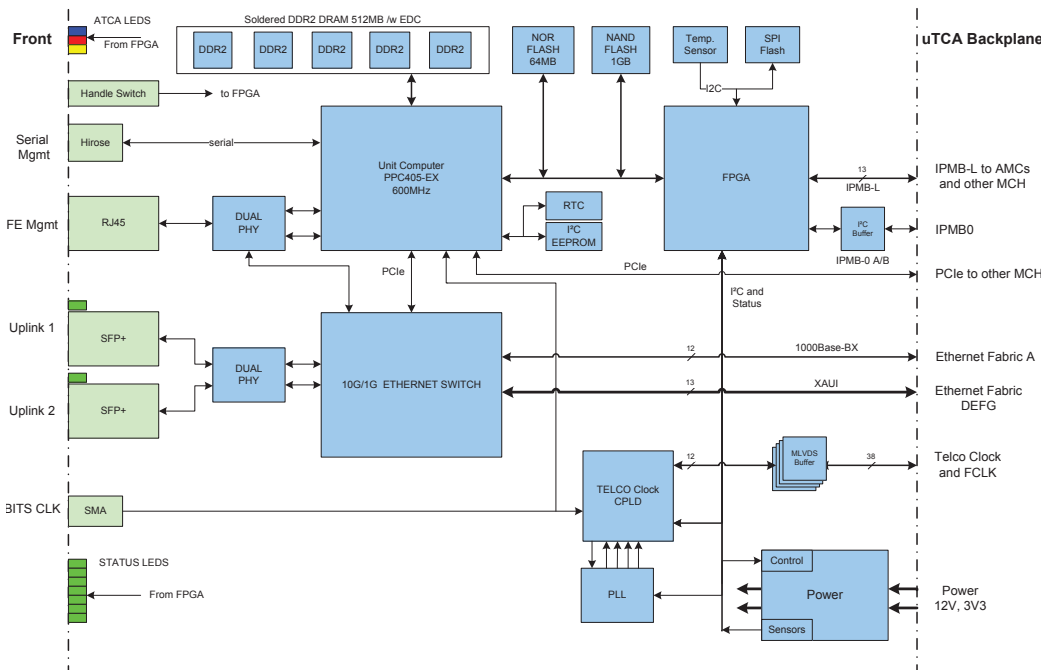 Front
ATCA LEDS
From FPGA
Soldered DDR2 DRAM 512MB /w EDC
DDR2
DDR2
DDR2
DDR2
DDR2
NOR
FLASH
64MB
NAND
FLASH
1GB
Temp.
Sensor
SPI
Flash
uTCA Backplane
I2C
Handle Switch
to FPGA
Serial
Mgmt
Hirose
serial
Unit Computer
PPC405-EX
600MHz
FPGA
13
IPMB-L
IPMB-L to AMCs
and other MCH
FE Mgmt
RJ45
DUAL
PHY
RTC
I²C
EEPROM
I²C
Buffer
IPMB-0 A/B
IPMB0
PCIe
PCIe
PCIe to other MCH
I²C and
Status
Uplink 1
SFP+
DUAL
PHY
10G/1G ETHERNET SWITCH
12
1000Base-BX
Ethernet Fabric A
13
XAUI
Ethernet Fabric
DEFG
Uplink 2
SFP+
TELCO Clock
CPLD
12
MLVDS
Buffer
38
Telco Clock
and FCLK
BITS CLK
SMA
STATUS LEDS
From FPGA
PLL
Control
Power
Sensors
Power
12V, 3V3